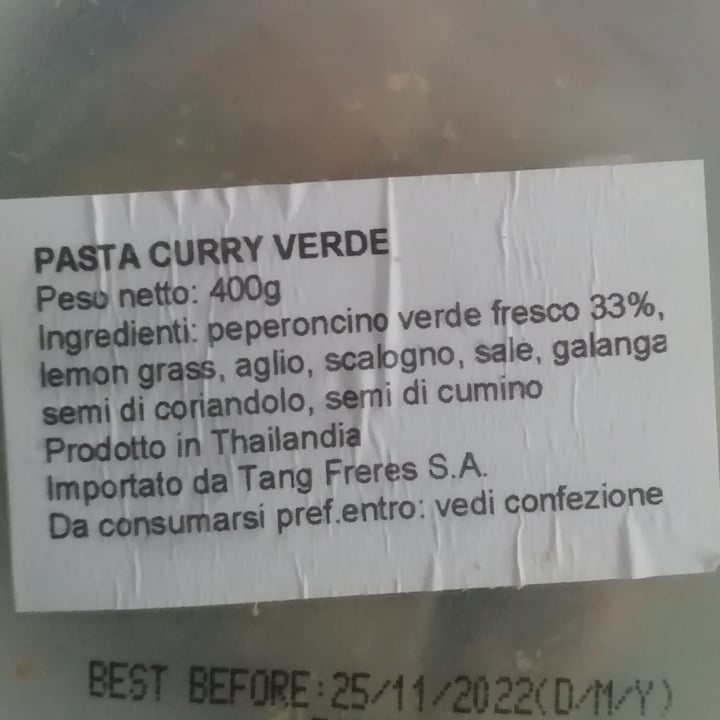 PASTA CURRY VERDE
Peso netto: 400g
Ingredienti: peperoncino verde fresco 33%,
lemon grass, aglio, scalogno, sale, galanga
semi di coriandolo, semi di cumino
Prodotto in Thailandia
Importato da Tang Freres S.A.
Da consumarsi pref.entro: vedi confezione
BEST BEFORE:25/11/2022(D/M/Y)